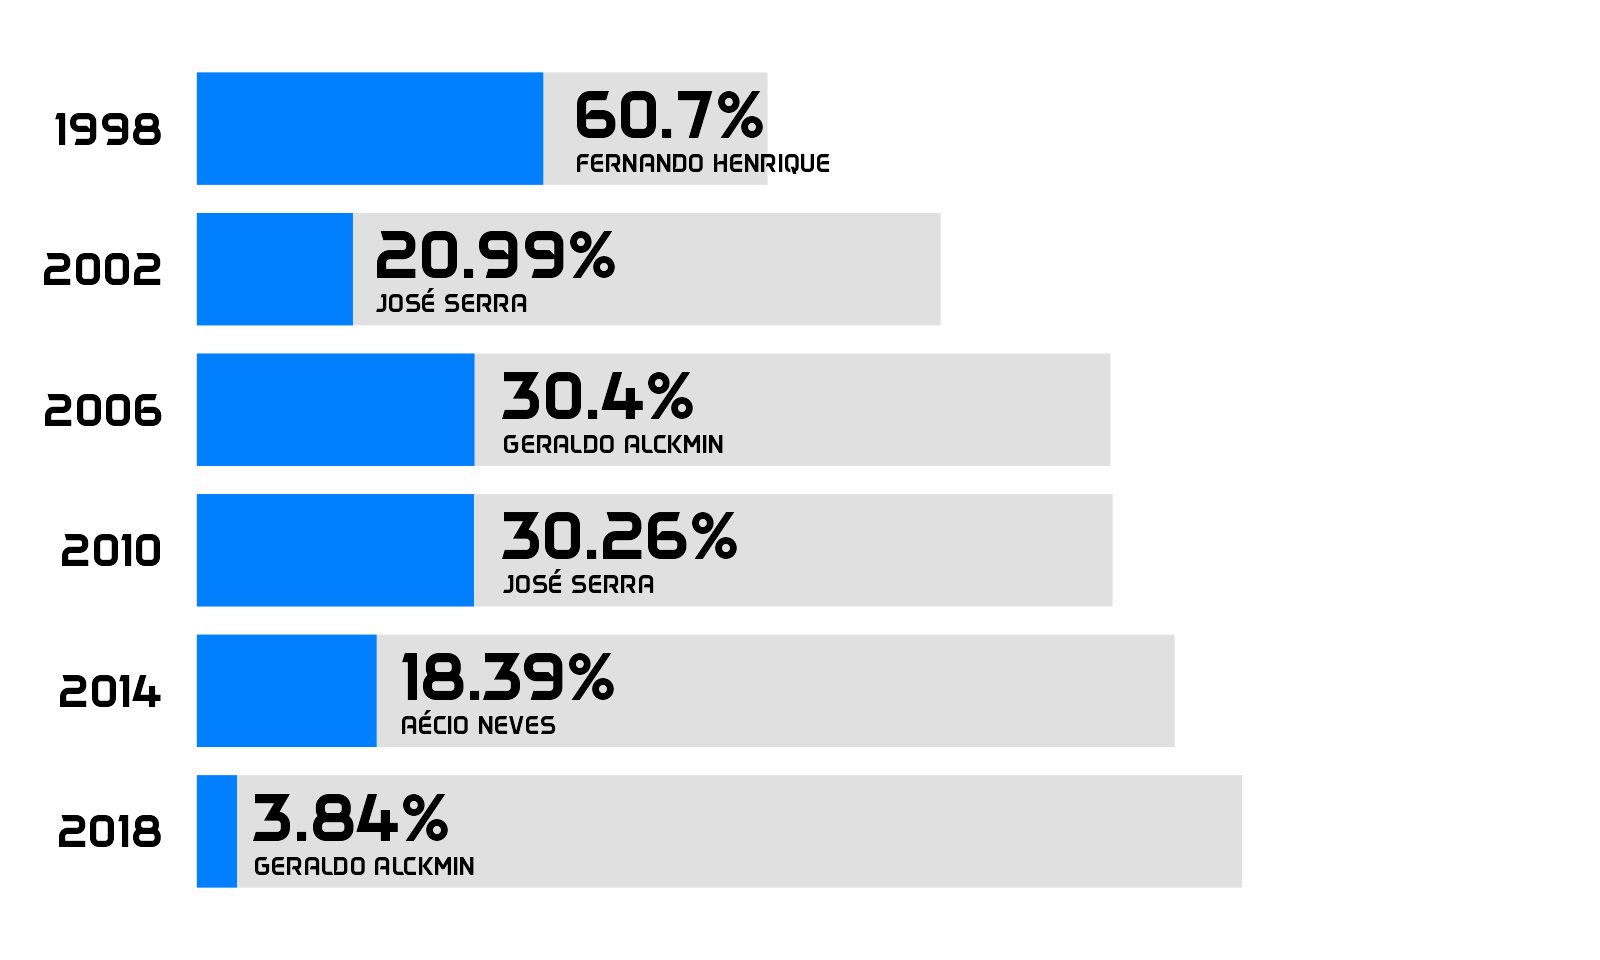 1998
60.7%
FERNANDO HENRIQUE
2002
20.99%
JOSÉ SERRA
2006
30.4%
GERALDO ALCKMIN
2010
30.26%
JOSÉ SERRA
2014
18.39%
AÉCIO NEVES
2018
3.84%
GERALDO ALCKMIN